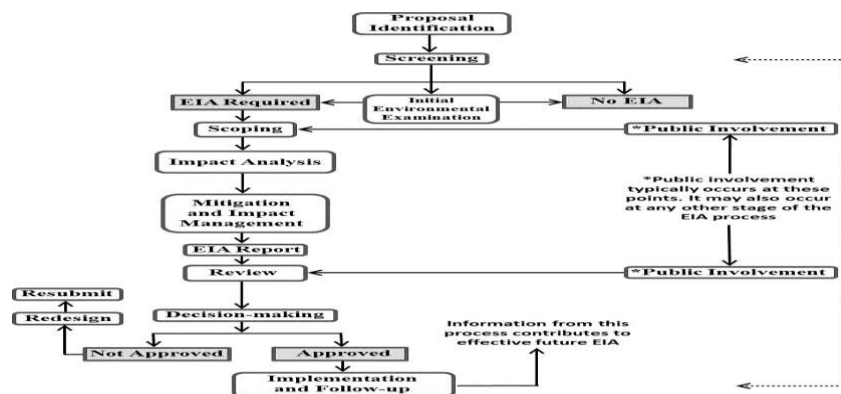 Proposal
Identification
Screening
EIA Required
Initial
Environmental
Examination
No EIA
Scoping
*Public Involvement
Impact Analysis
*Public involvement
typically occurs at these
points. It may also occur
at any other stage of the
EIA process
Mitigation
and Impact
Management
EIA Report
Review
*Public Involvement
Resubmit
Redesign
Decision-making
Information from this
process contributes to
effective future EIA
Not Approved
Approved
Implementation
and Follow-up